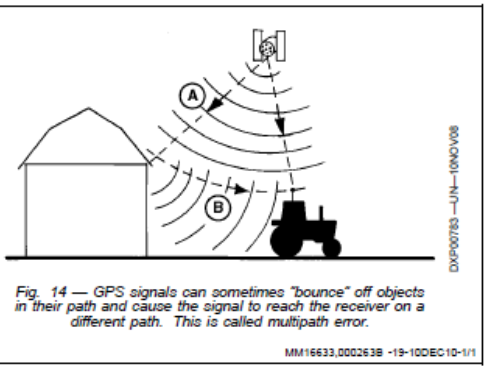 A
B
DXP00783 —UN—10NOV08
Fig. 14 — GPS signals can sometimes "bounce" off objects
in their path and cause the signal to reach the receiver on a
different path. This is called multipath error.
MM16633,000263B -19-10DEC10-1/1